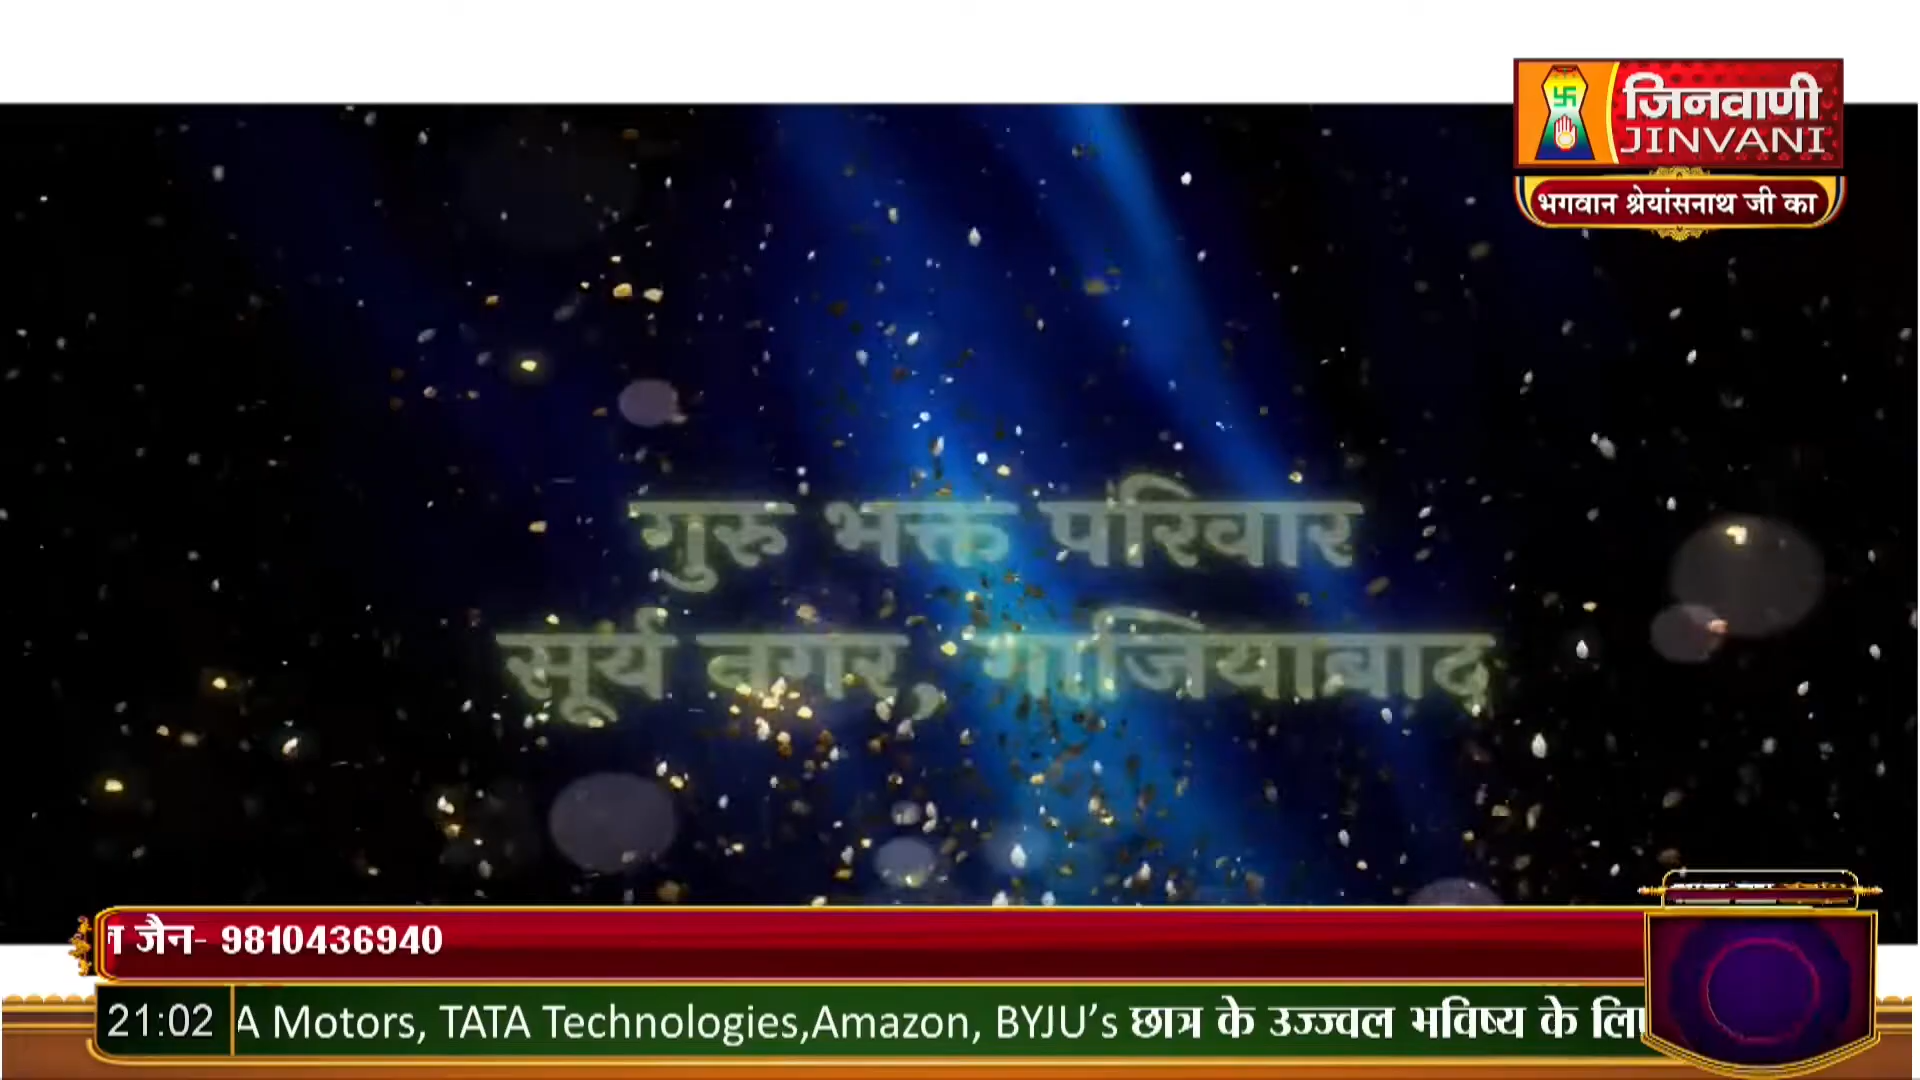 जिनवाणी
JINVANI
भगवान श्रेयांसनाथ जी का
गुरु भक्त परिवार
सूर्य नगर, गाजियाबाद
जैन- 9810436940
21:02
A Motors, TATA Technologies,Amazon, BYJU’s छात्र के उज्ज्वल भविष्य के